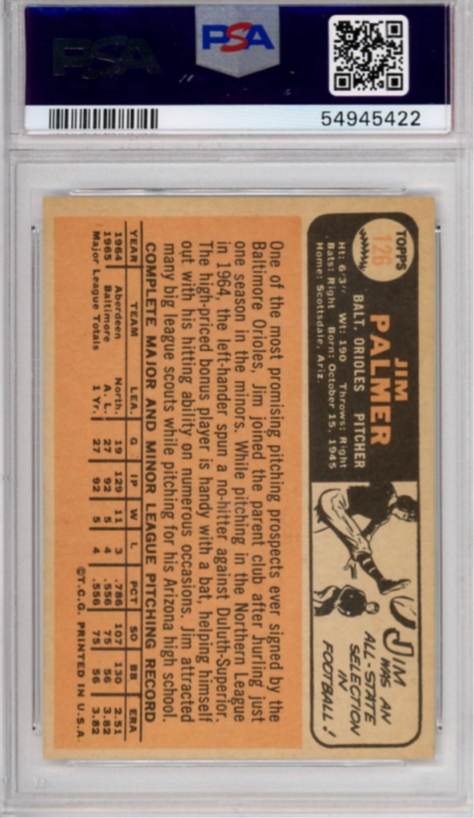 PSA
PSA
54945422
TOPPS
126
JIM
PALMER
BALT. ORIOLES PITCHER
Ht: 6'3" Wt: 190 Throws: Right
Bats: Right Born: October 15, 1945
Home: Scottsdale, Ariz.
JIM
WAS AN
ALL-STATE
SELECTION
IN
FOOTBALL!
One of the most promising pitching prospects ever signed by the
Baltimore Orioles, Jim joined the parent club after hurling just
one season in the minors. While pitching in the Northern League
in 1964, the left-hander spun a no-hitter against Duluth-Superior.
The high-priced bonus player is handy with a bat, helping himself
out with his hitting ability on numerous occasions. Jim attracted
many big league scouts while pitching for his Arizona high school.
COMPLETE MAJOR AND MINOR LEAGUE PITCHING RECORD
YEAR TEAM LEA. G IP W L PCT SO BB ERA
1964 Aberdeen North. 19 129 11 3 .786 107 130 2.51
1965 Baltimore A. L. 27 92 5 4 .556 75 56 3.82
Major League Totals 1 Yr. 27 92 5 4 .556 75 56 3.82
©T.C.G. PRINTED IN U.S.A.